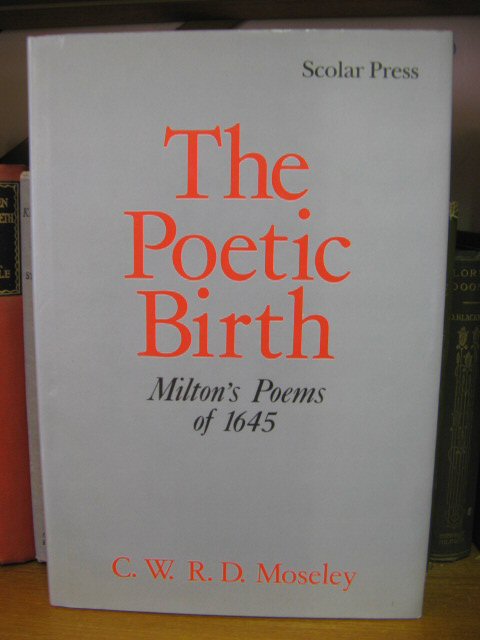 Scolar Press
The
Poetic
Birth
Milton's Poems
of 1645
C. W. R. D. Moseley